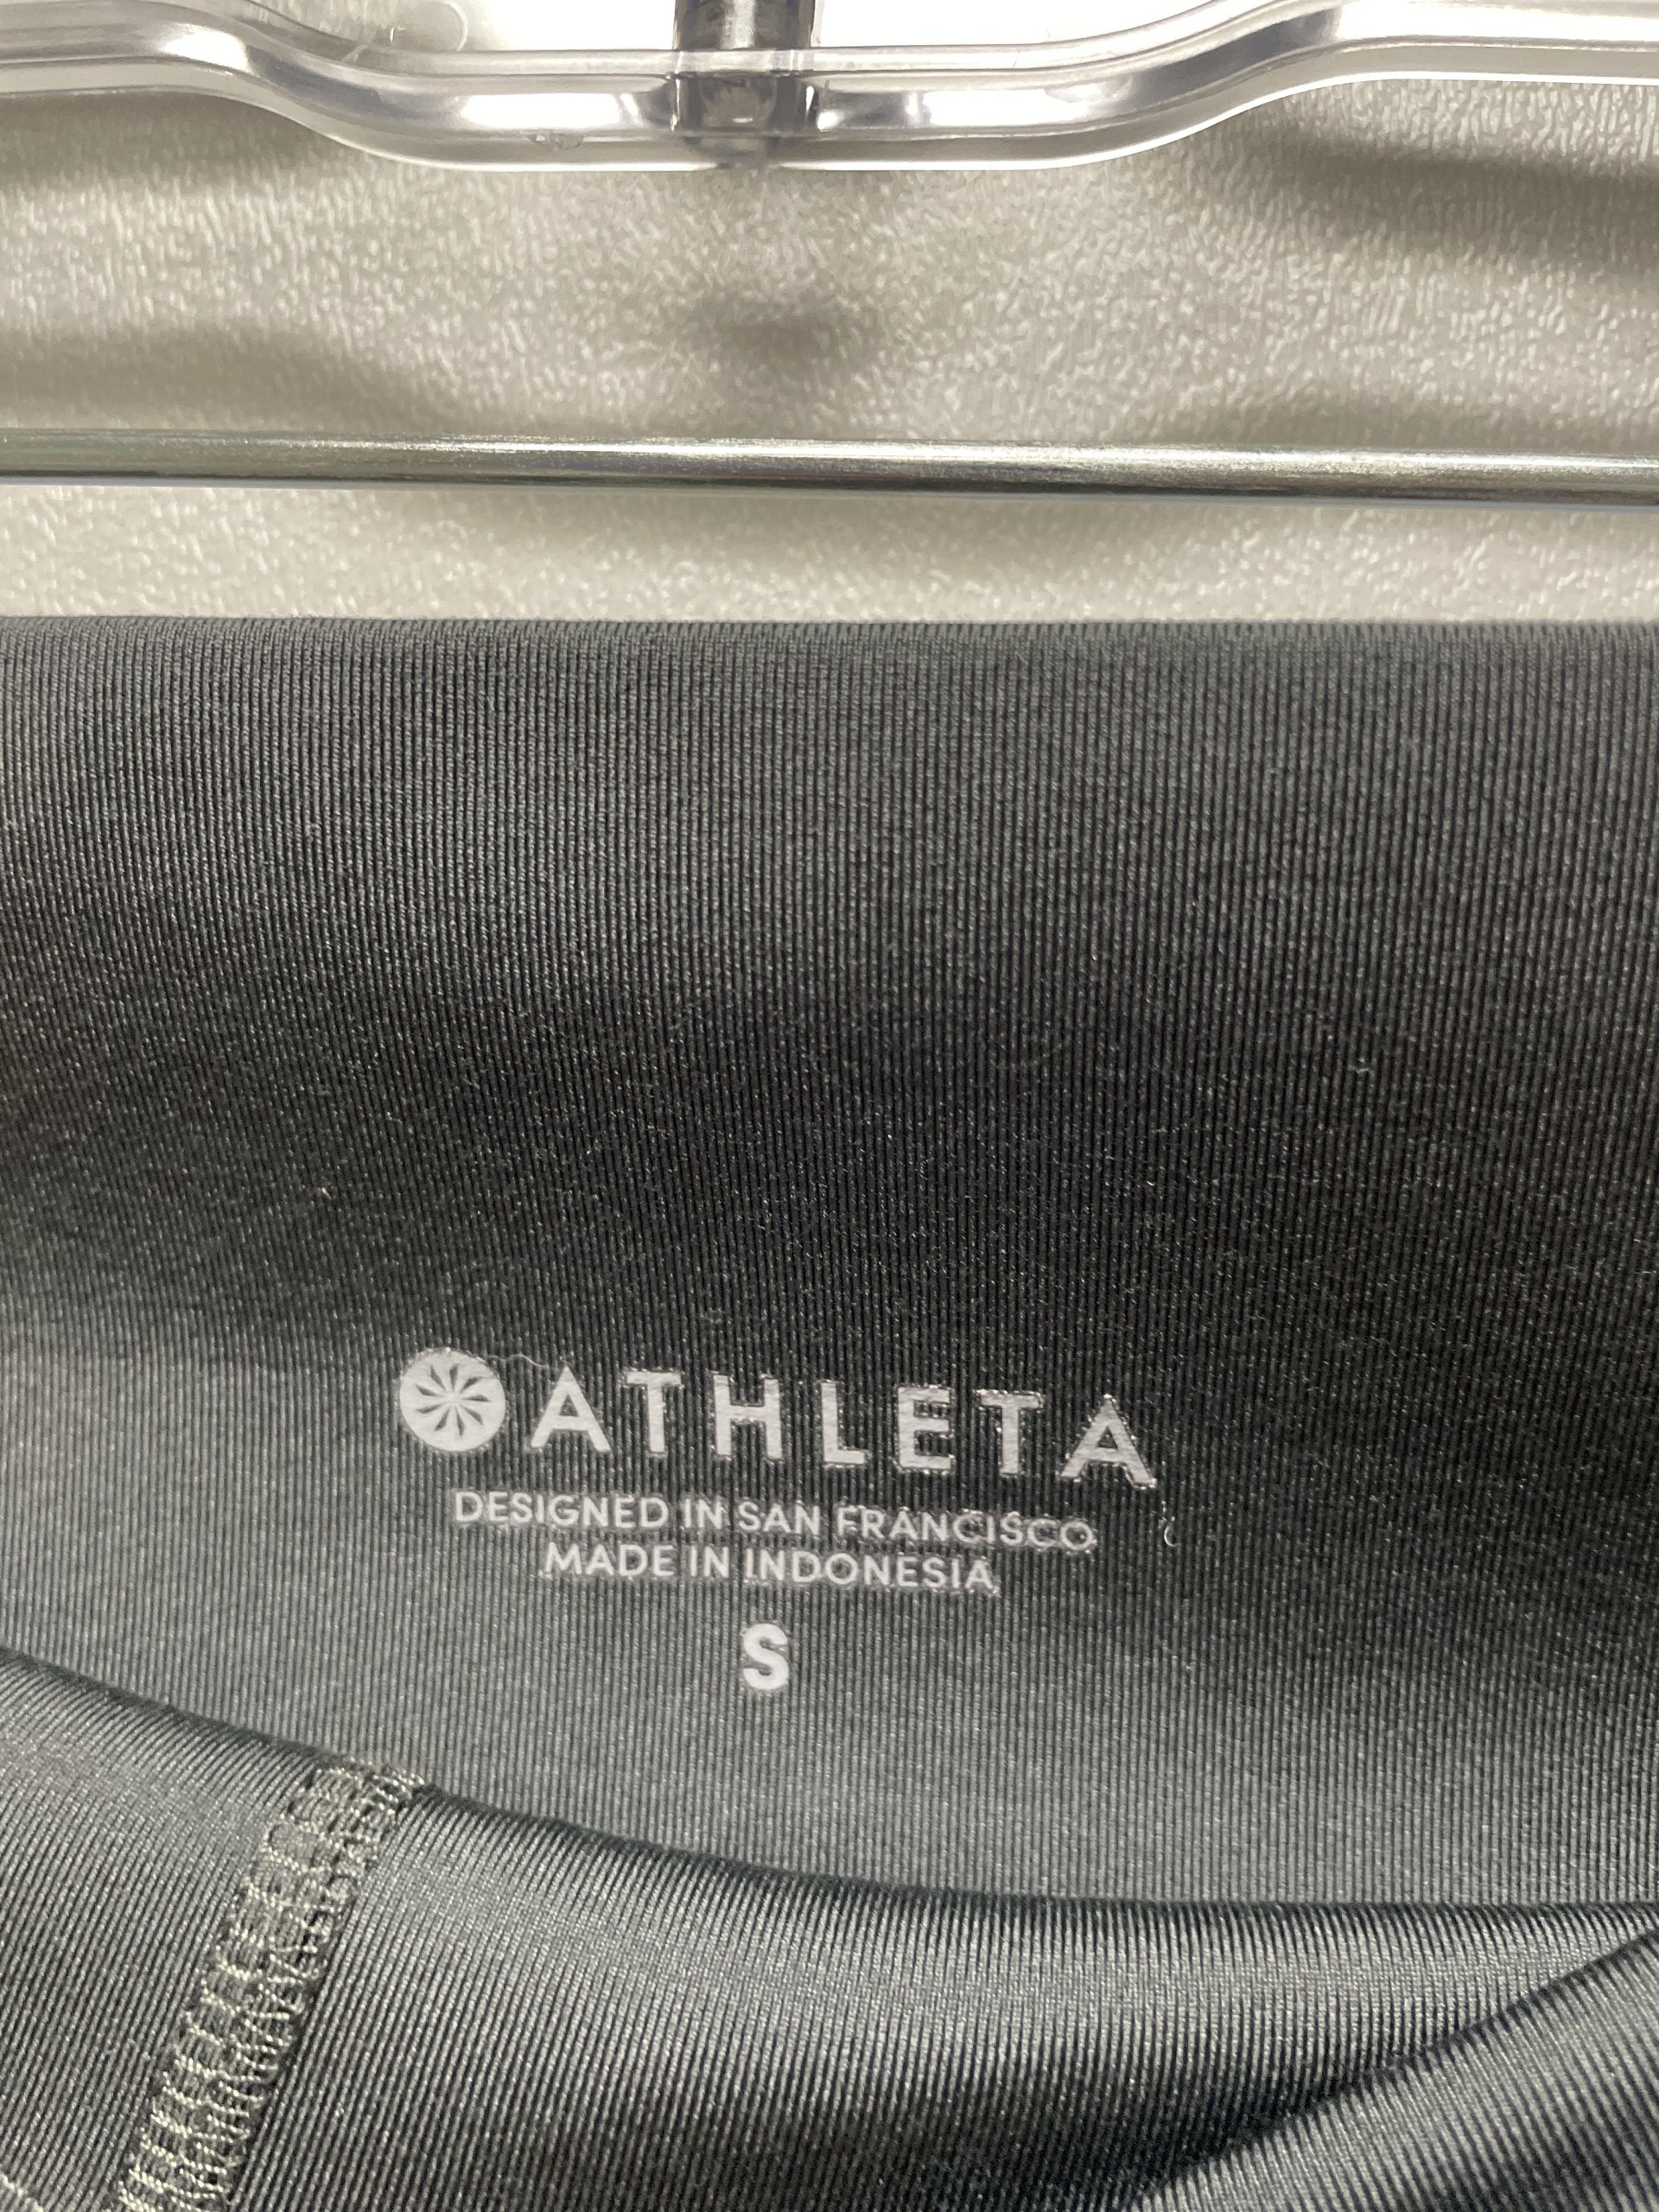 ATHLETA
DESIGNED IN SAN FRANCISCO
MADE IN INDONESIA
S